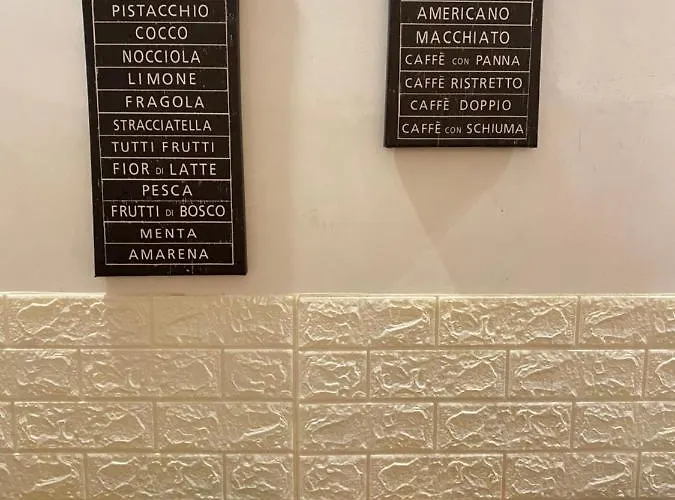 PISTACCHIO
COCCO
NOCCIOLA
LIMONE
FRAGOLA
STRACCIATELLA
TUTTI FRUTTI
FIOR DI LATTE
PESCA
FRUTTI DI BOSCO
MENTA
AMARENA
AMERICANO
MACCHIATO
CAFFÈ CON PANNA
CAFFÈ RISTRETTO
CAFFÈ DOPPIO
CAFFÈ CON SCHIUMA